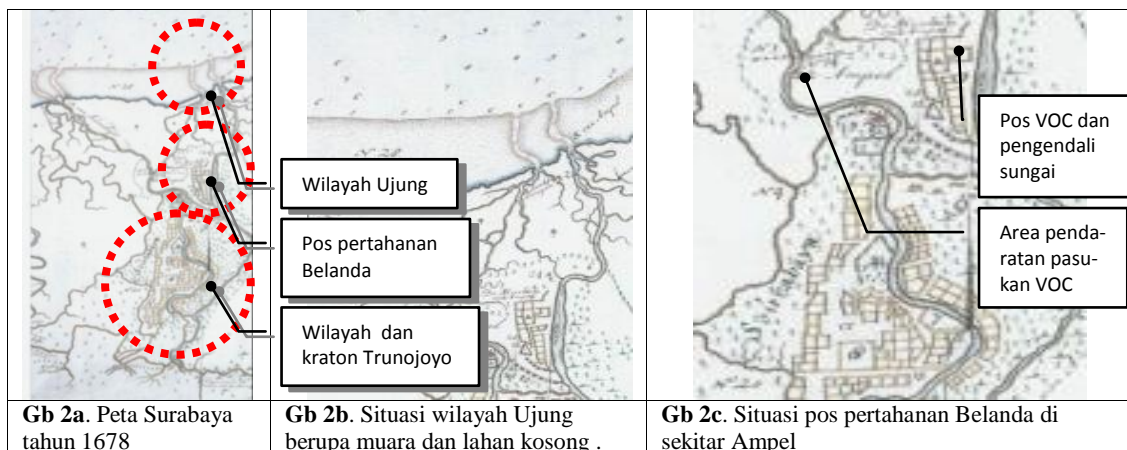 Ampel
Wilayah Ujung
Pos pertahanan
Belanda
Wilayah dan
kraton Trunojoyo
Pos VOC dan
pengendali
sungai
Area penda-
ratan pasu-
kan VOC
Gb 2a. Peta Surabaya
tahun 1678
Gb 2b. Situasi wilayah Ujung
berupa muara dan lahan kosong .
Gb 2c. Situasi pos pertahanan Belanda di
sekitar Ampel